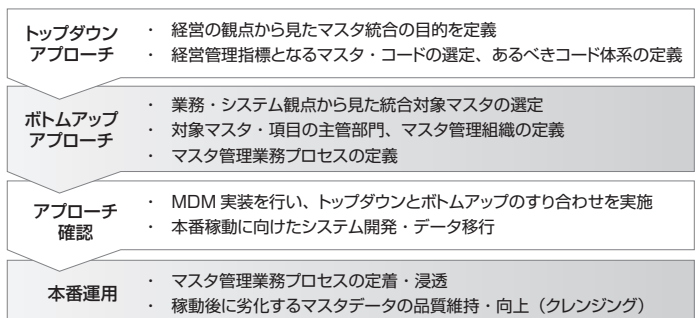 トップダウン
アプローチ
・ 経営の観点から見たマスタ統合の目的を定義
・ 経営管理指標となるマスタ・コードの選定、あるべきコード体系の定義
ボトムアップ
アプローチ
・ 業務・システム観点から見た統合対象マスタの選定
・ 対象マスタ・項目の主管部門、マスタ管理組織の定義
・ マスタ管理業務プロセスの定義
アプローチ
確認
・ MDM 実装を行い、トップダウンとボトムアップのすり合わせを実施
・ 本番稼動に向けたシステム開発・データ移行
本番運用
・ マスタ管理業務プロセスの定着・浸透
・ 稼動後に劣化するマスタデータの品質維持・向上（クレンジング）